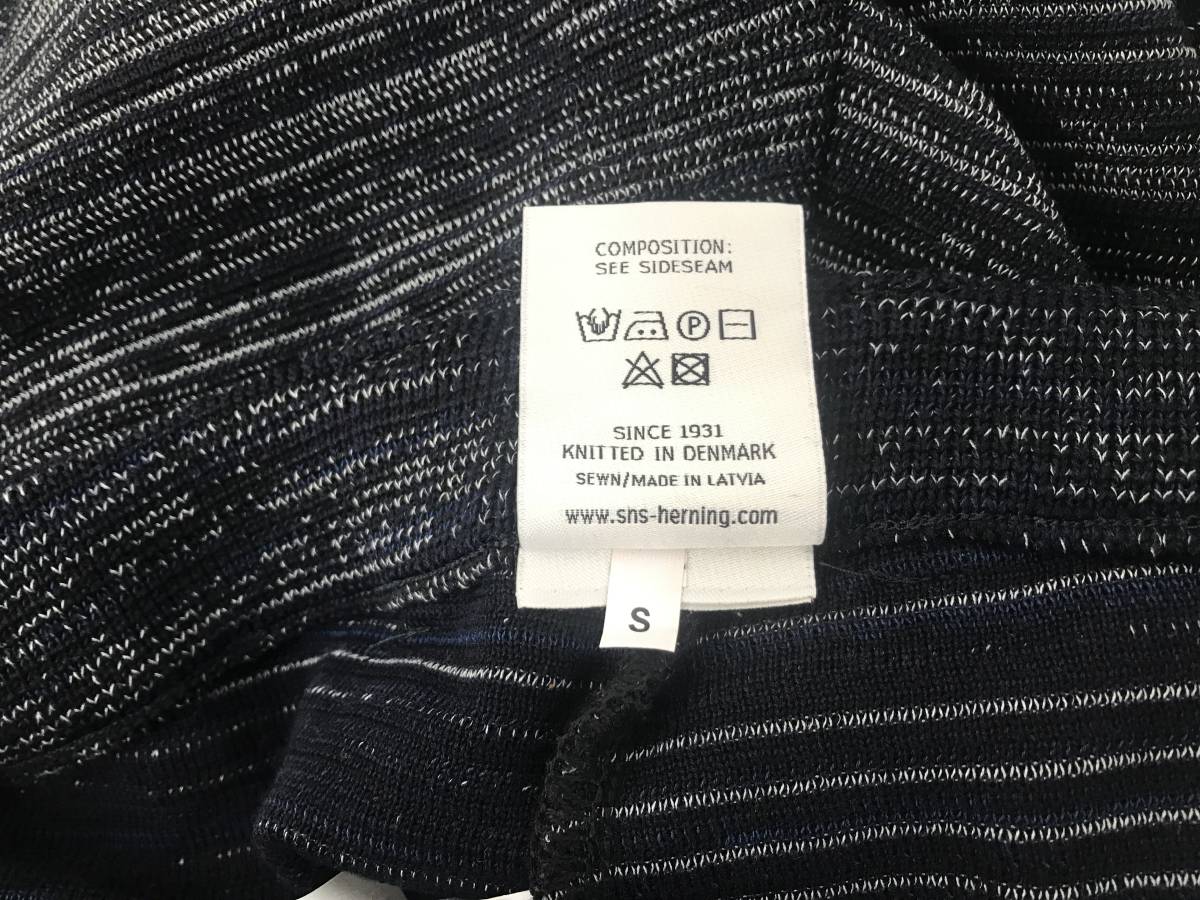 COMPOSITION:
SEE SIDESEAM
P
SINCE 1931
KNITTED IN DENMARK
SEWN/MADE IN LATVIA
www.sns-herning.com
S